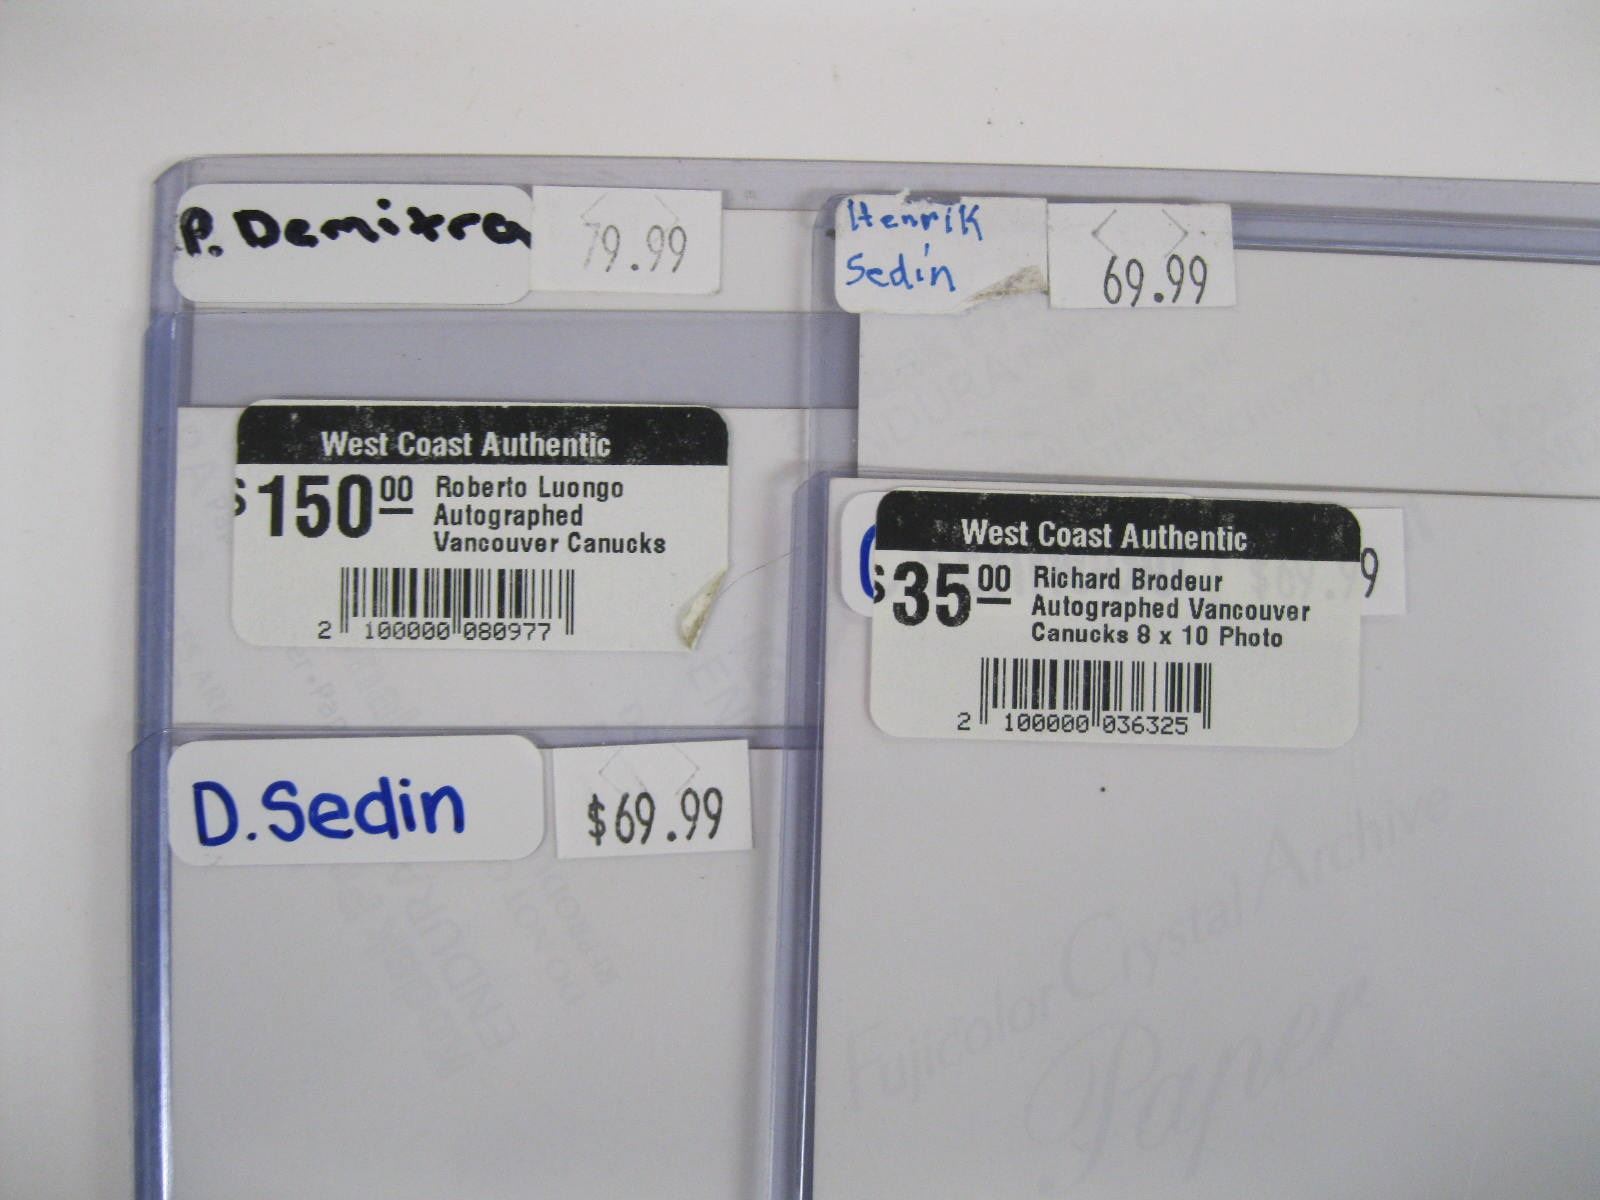 P. Demitra
79.99
Henrik
Sedin
69.99
West Coast Authentic
$150 00
Roberto Luongo
Autographed
Vancouver Canucks
2 100000 080977
West Coast Authentic
$35 00
Richard Brodeur
Autographed Vancouver
Canucks 8 x 10 Photo
2 100000 036325
$69.99
D. Sedin
$69.99
Fujicolor Crystal Archive
Paper